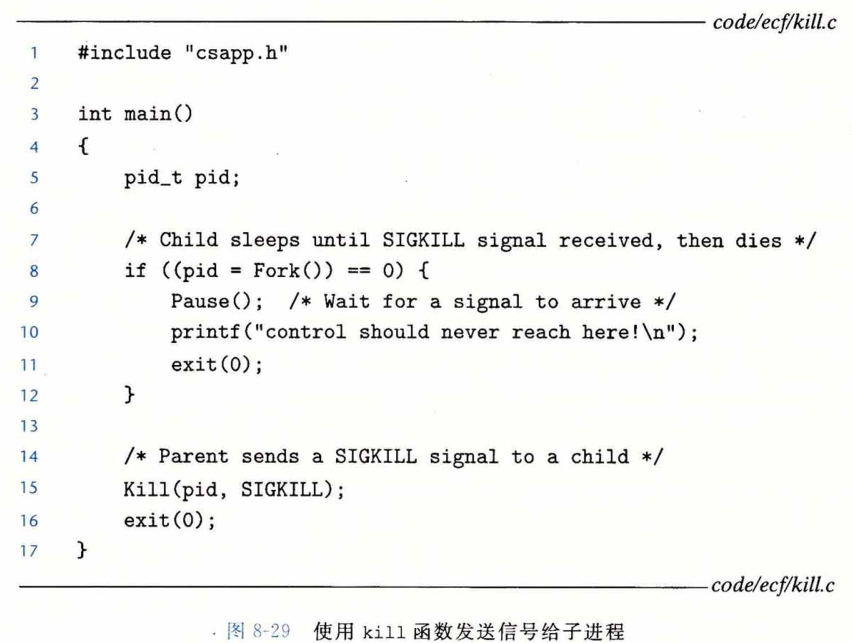 code/ecf/kill.c
1 #include "csapp.h"
2
3 int main()
4 {
5     pid_t pid;
6
7     /* Child sleeps until SIGKILL signal received, then dies */
8     if ((pid = Fork()) == 0) {
9         Pause();  /* Wait for a signal to arrive */
10         printf("control should never reach here!\n");
11         exit(0);
12     }
13
14     /* Parent sends a SIGKILL signal to a child */
15     Kill(pid, SIGKILL);
16     exit(0);
17 }
code/ecf/kill.c
图 8-29 使用 kill 函数发送信号给子进程